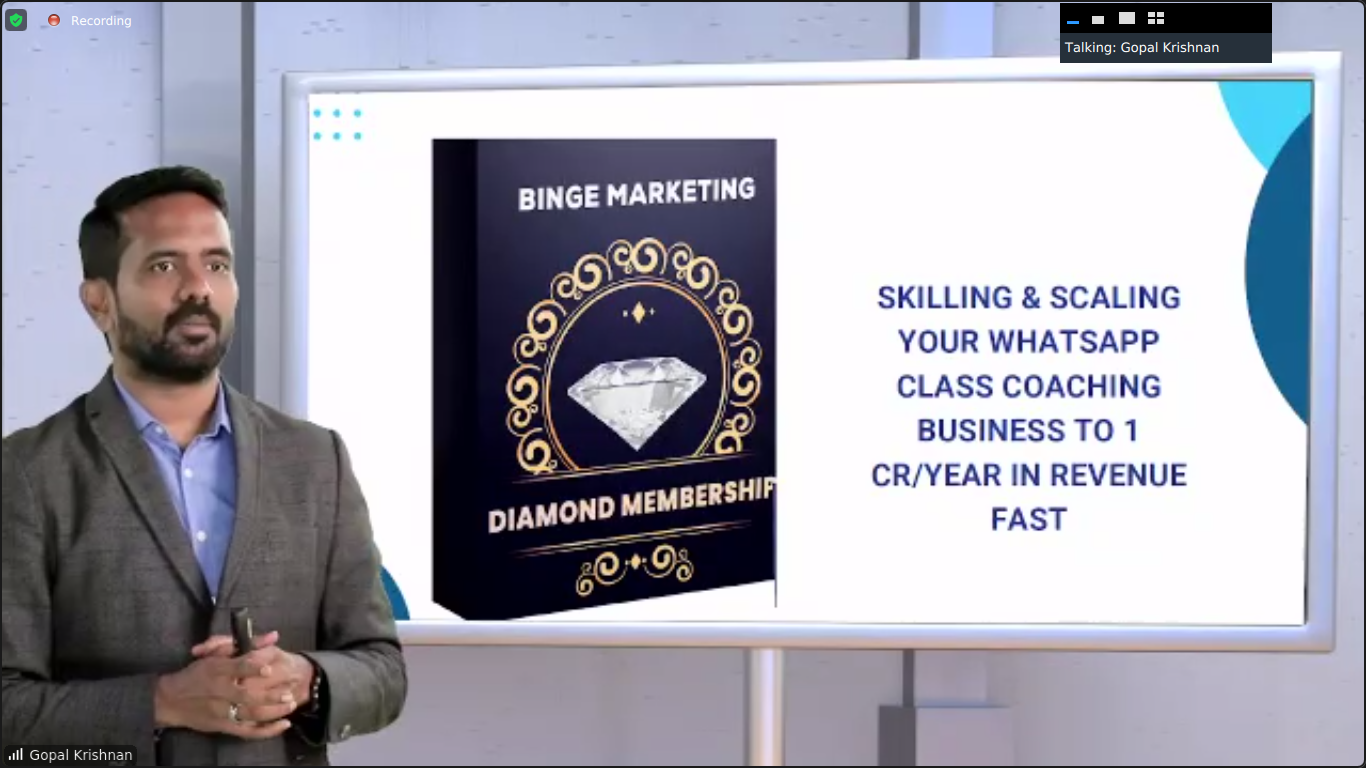 Recording
Talking: Gopal Krishnan
BINGE MARKETING
DIAMOND MEMBERSHIP
SKILLING & SCALING
YOUR WHATSAPP
CLASS COACHING
BUSINESS TO 1
CR/YEAR IN REVENUE
FAST
Gopal Krishnan